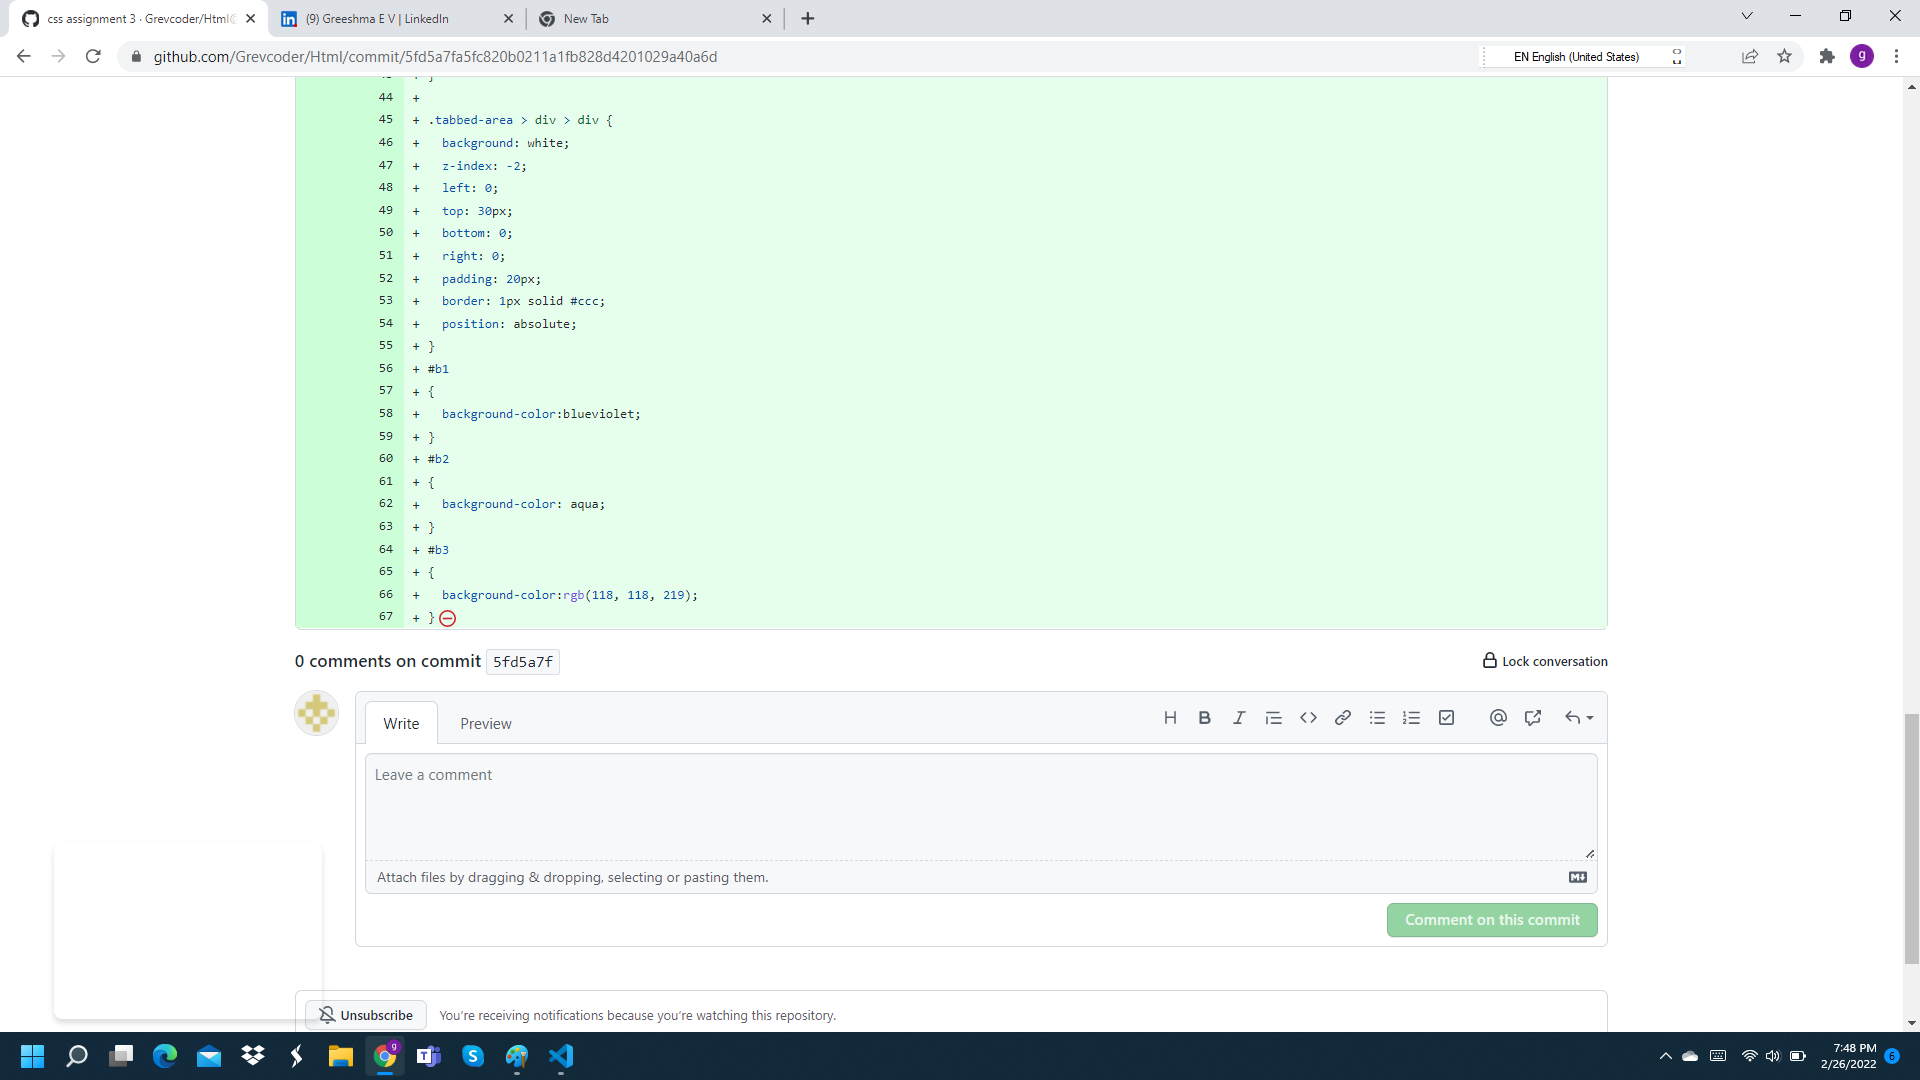 css assignment 3 · Grevcoder/Html
(9) Greeshma E V | LinkedIn
New Tab
github.com/Grevcoder/Html/commit/5fd5a7fa5fc820b0211a1fb828d4201029a40a6d
EN English (United States)
g
44 +
45 + .tabbed-area > div > div {
46 + background: white;
47 + z-index: -2;
48 + left: 0;
49 + top: 30px;
50 + bottom: 0;
51 + right: 0;
52 + padding: 20px;
53 + border: 1px solid #ccc;
54 + position: absolute;
55 + }
56 + #b1
57 + {
58 + background-color:blueviolet;
59 + }
60 + #b2
61 + {
62 + background-color: aqua;
63 + }
64 + #b3
65 + {
66 + background-color:rgb(118, 118, 219);
67 + }
0 comments on commit 5fd5a7f
Lock conversation
Write
Preview
Leave a comment
Attach files by dragging & dropping, selecting or pasting them.
Comment on this commit
Unsubscribe
You're receiving notifications because you're watching this repository.
7:48 PM
2/26/2022
6